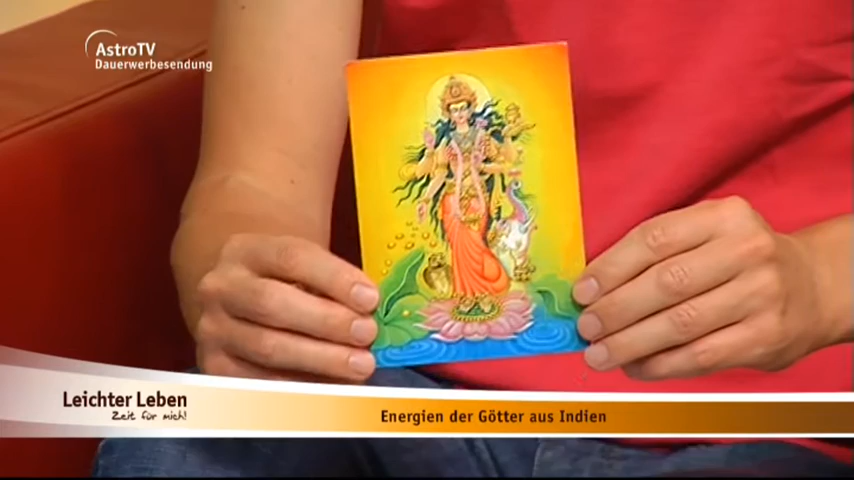 AstroTV
Dauerwerbesendung
Leichter Leben
Zeit für mich!
Energien der Götter aus Indien